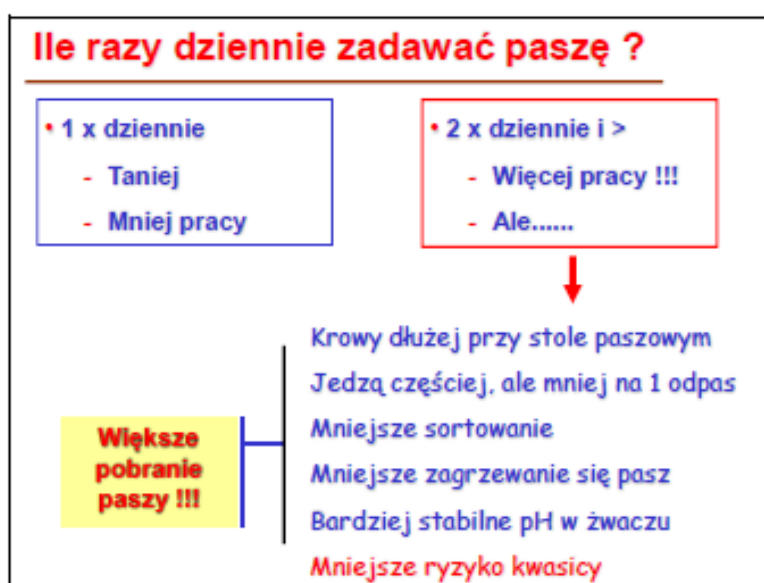 Ile razy dziennie zadawać paszę ?
• 1 x dziennie
- Taniej
- Mniej pracy
• 2 x dziennie i >
- Więcej pracy !!!
- Ale......
Krowy dłużej przy stole paszowym
Jedzą częściej, ale mniej na 1 odpas
Mniejsze sortowanie
Mniejsze zagrzewanie się pasz
Bardziej stabilne pH w żwaczu
Mniejsze ryzyko kwasicy
Większe
pobranie
paszy !!!